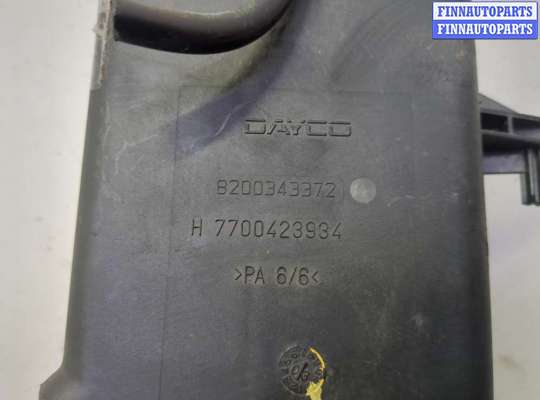 FINNAUTOPARTS
FINNAUTOPARTS
DAYCO
8200343372
H 7700423934
>PA 6/6<